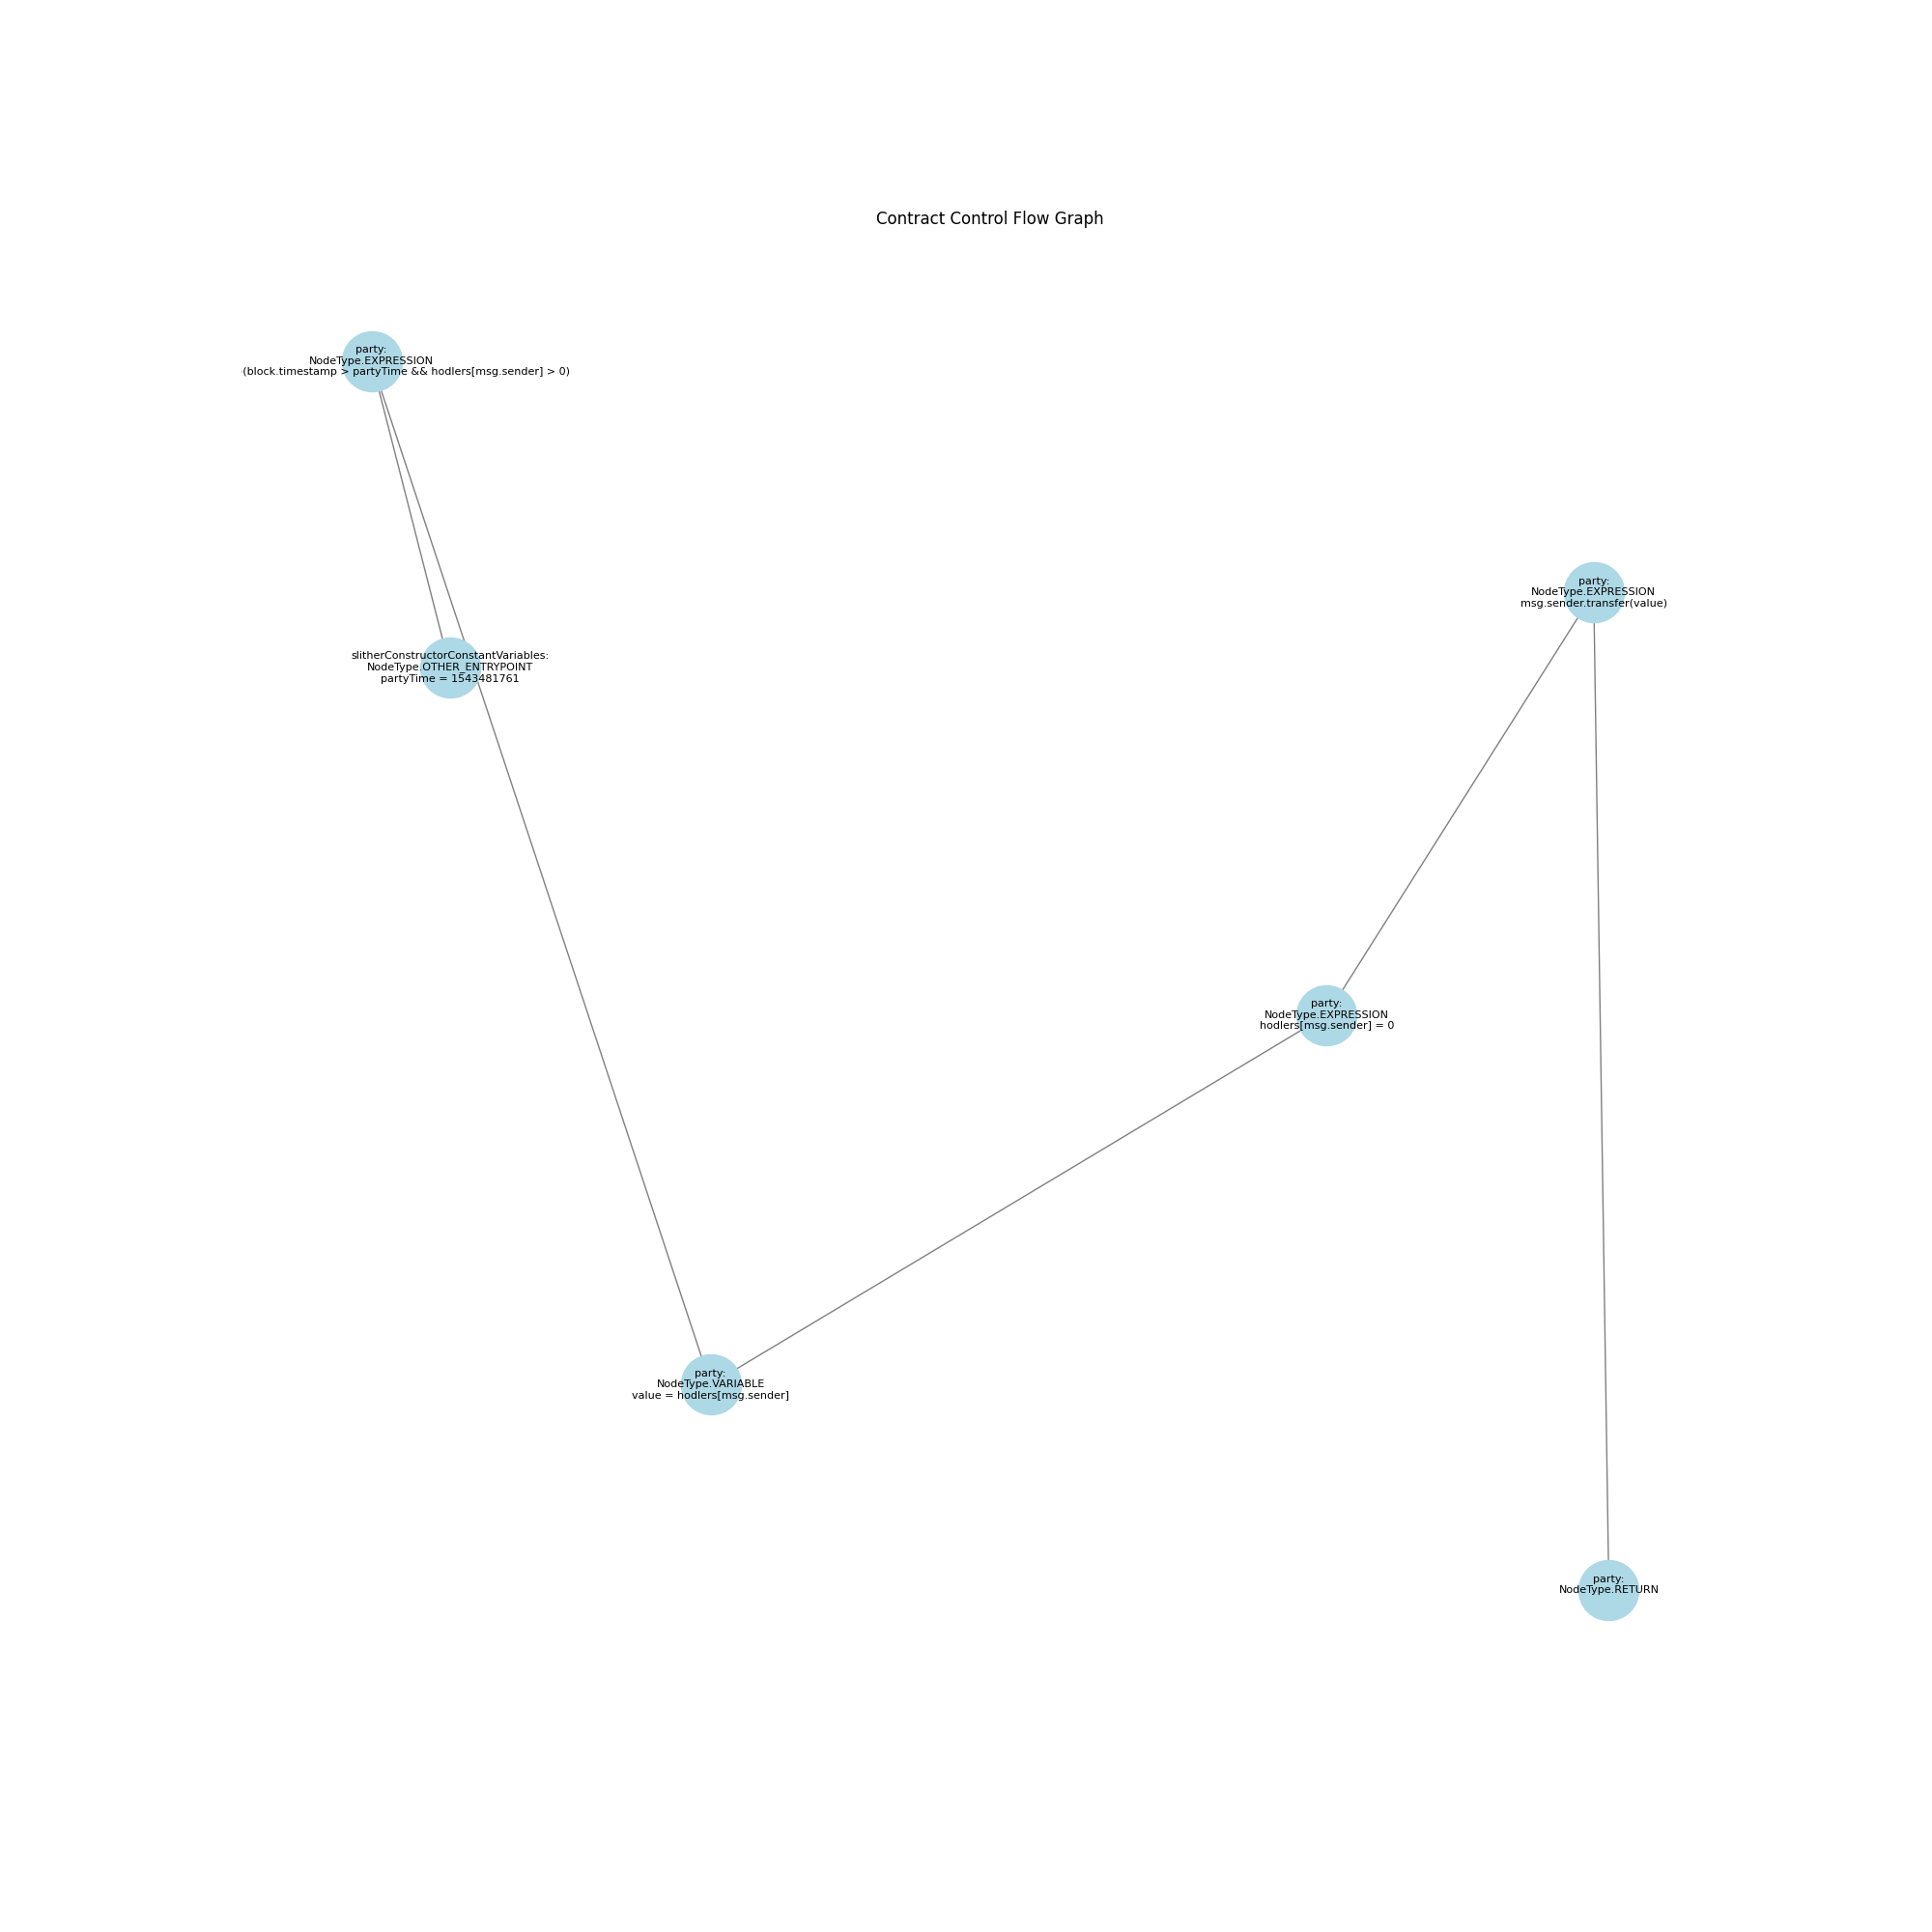 Contract Control Flow Graph
party:
NodeType.EXPRESSION
(block.timestamp > partyTime && hodlers[msg.sender] > 0)
party:
NodeType.EXPRESSION
msg.sender.transfer(value)
slitherConstructorConstantVariables:
NodeType.OTHER_ENTRYPOINT
partyTime = 1543481761
party:
NodeType.EXPRESSION
hodlers[msg.sender] = 0
party:
NodeType.VARIABLE
value = hodlers[msg.sender]
party:
NodeType.RETURN